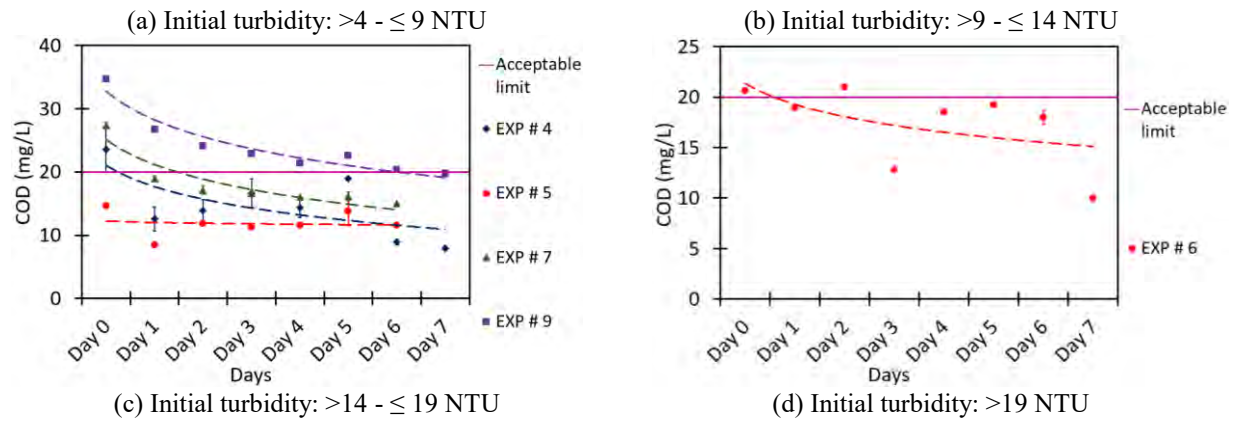 (a) Initial turbidity: >4 - ≤ 9 NTU
(b) Initial turbidity: >9 - ≤ 14 NTU
COD (mg/L)
40
30
20
10
0
Day 0
Day 1
Day 2
Day 3
Day 4
Day 5
Day 6
Day 7
Days
Acceptable
limit
EXP # 4
EXP # 5
EXP # 7
EXP # 9
(c) Initial turbidity: >14 - ≤ 19 NTU
COD (mg/L)
25
20
15
10
5
0
Day 0
Day 1
Day 2
Day 3
Day 4
Day 5
Day 6
Day 7
Days
Acceptable
limit
EXP # 6
(d) Initial turbidity: >19 NTU